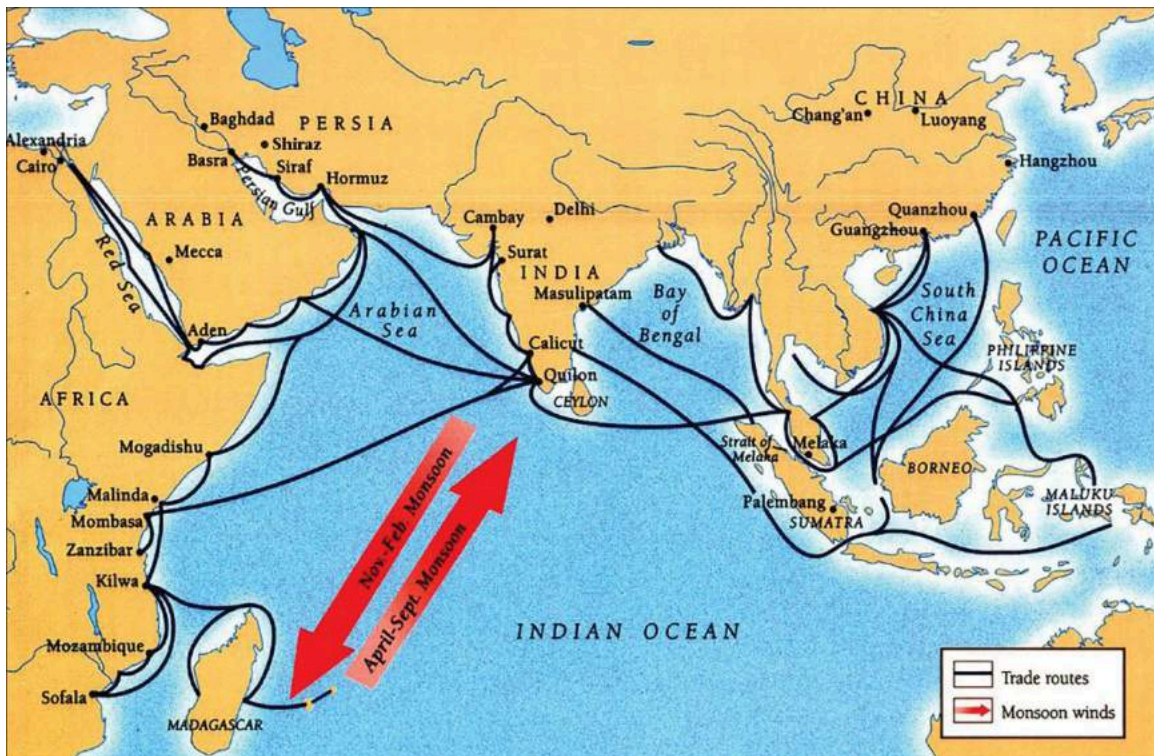 CHINA
Chang'an
Luoyang
Baghdad
PERSIA
Alexandria
Shiraz
Cairo
Basra
Siraf
Hangzhou
Hormuz
Persian Gulf
ARABIA
Delhi
Cambay
Quanzhou
Guangzhou
PACIFIC
OCEAN
Mecca
Surat
Red Sea
INDIA
Masulipatam
Bay
of
Bengal
South
China
Sea
Arabian
Sea
Aden
Calicut
PHILIPPINE
ISLANDS
Quilon
CEYLON
AFRICA
Mogadishu
Strait of
Melaka
Melaka
BORNEO
Malinda
Mombasa
Palembang
SUMATRA
MALUKU
ISLANDS
Zanzibar
Kilwa
Nov.-Feb. Monsoon
April-Sept. Monsoon
INDIAN OCEAN
Mozambique
Sofala
MADAGASCAR
Trade routes
Monsoon winds